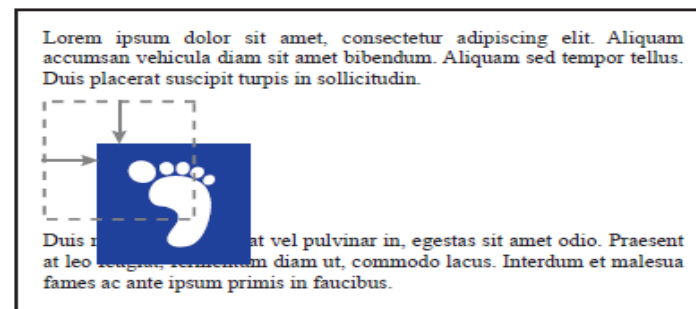 Lorem ipsum dolor sit amet, consectetur adipiscing elit. Aliquam
accumsan vehicula diam sit amet bibendum. Aliquam sed tempor tellus.
Duis placerat suscipit turpis in sollicitudin.
Duis at vel pulvinar in, egestas sit amet odio. Praesent
at leo diam ut, commodo lacus. Interdum et malesua
fames ac ante ipsum primis in faucibus.